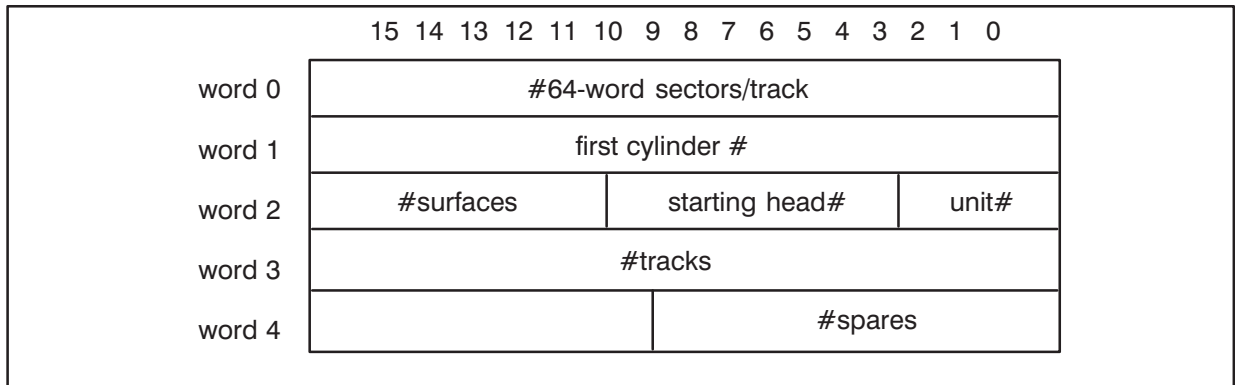 15 14 13 12 11 10 9 8 7 6 5 4 3 2 1 0
word 0 #64-word sectors/track
word 1 first cylinder #
word 2 #surfaces starting head# unit#
word 3 #tracks
word 4 #spares